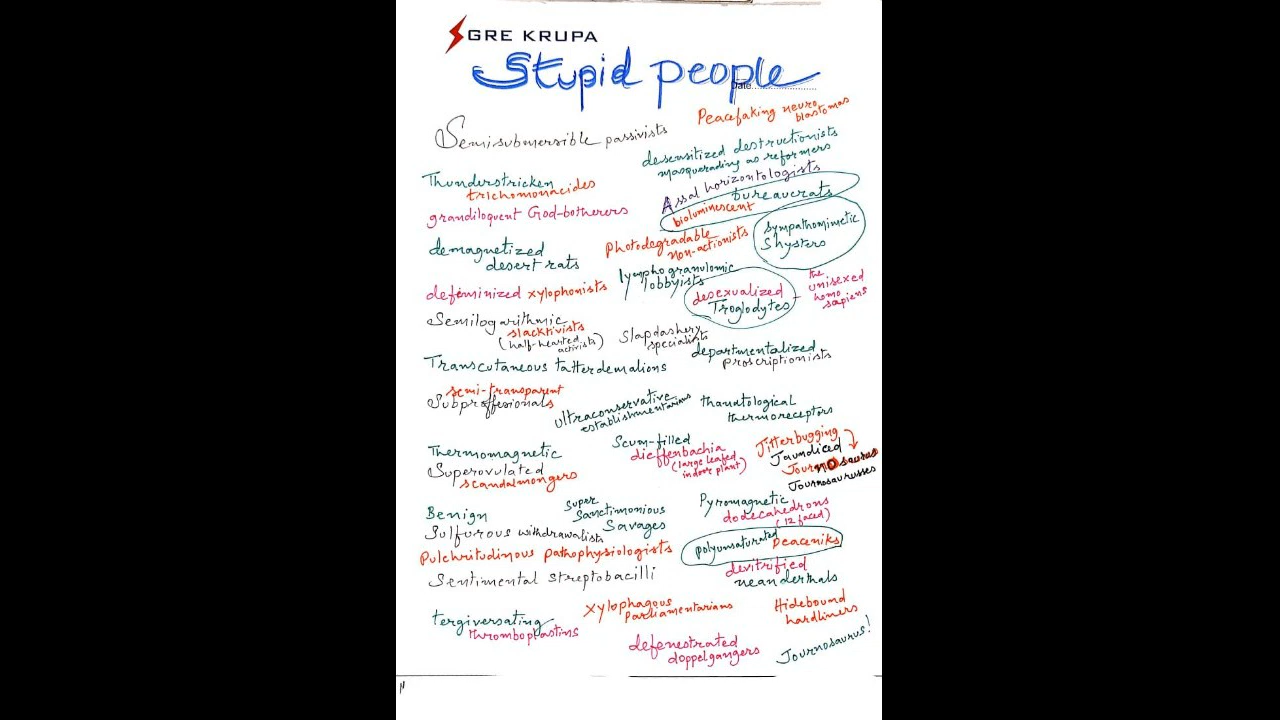 GRE KRUPA
Stupid people
Date
Peacefaking neuro
blastomas
Semisubmersible passivists
desensitized destructionists
masquerading as reformers
Thunderstricken
trichomonacides
Assal horizontologists
bioluminescent bureaucrats
grandiloquent God-botherers
sympathomimetic
Shysters
photodegradable
non-actionists
demagnetized
desert rats
lymphogranulomic
lobbyists
defeminized xylophonists
desexualized
Troglodytes
the
unisexed
homo
sapiens
Semilogarithmic
slacktivists
(half-hearted
activists)
Slapdashery
specialists
departmentalized
proscriptionists
Transcutaneous tatterdemalions
semi-transparent
Subproffesionals
ultraconservative
establishmentarians
thanatological
thermoreceptors
Thermomagnetic
Superovulated
scandalmongers
Scum-filled
dieffenbachia
(large leafed
indoor plant)
Jitterbugging
Jaundiced
Journosaurus
Journosaurusses
Benign
Sulfurous withdrawalists
Super
Sanctimonious
Savages
Pyromagnetic
dodecahedrons
(12 faced)
Pulchritudinous pathophysiologists
polyunsaturated peaceniks
Sentimental streptobacilli
devitrified
neanderthals
tergiversating
thromboplastins
xylophagous
Parliamentarians
Hidebound
hardliners
defenestrated
doppelgangers
Journosaurus!